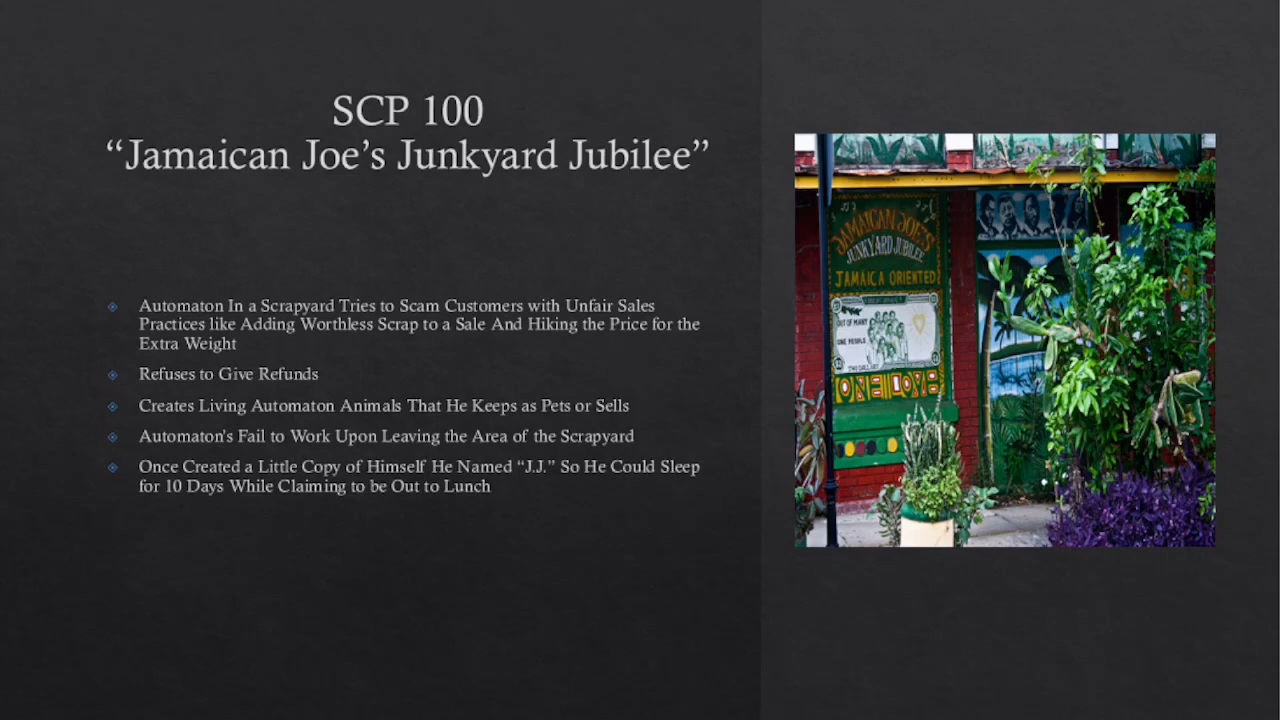 SCP 100
“Jamaican Joe’s Junkyard Jubilee”
Automaton In a Scrapyard Tries to Scam Customers with Unfair Sales
Practices like Adding Worthless Scrap to a Sale And Hiking the Price for the
Extra Weight
Refuses to Give Refunds
Creates Living Automaton Animals That He Keeps as Pets or Sells
Automaton's Fail to Work Upon Leaving the Area of the Scrapyard
Once Created a Little Copy of Himself He Named “J.J.” So He Could Sleep
for 10 Days While Claiming to be Out to Lunch
JAMAICAN JOE'S
JUNKYARD JUBILEE
JAMAICA ORIENTED
OUT OF MANY
ONE PEOPLE
TWO DOLLARS
ONE LOVE